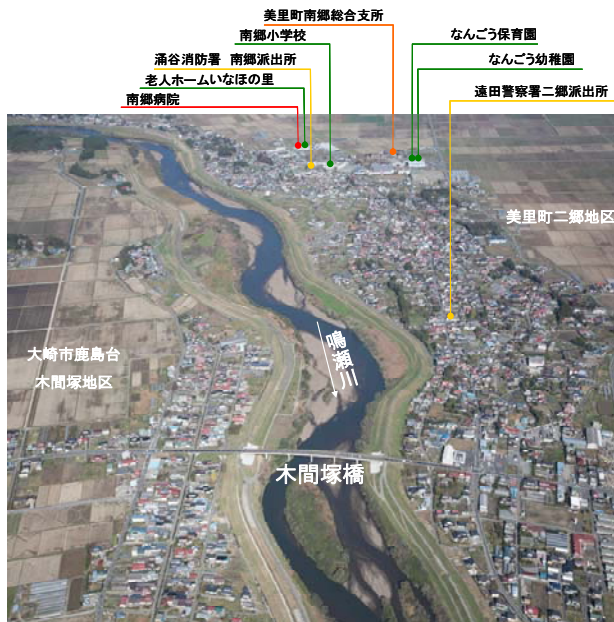 美里町南郷総合支所
南郷小学校
なんごう保育園
涌谷消防署 南郷派出所
なんごう幼稚園
老人ホームいなほの里
遠田警察署二郷派出所
南郷病院
美里町二郷地区
鳴瀬川
大崎市鹿島台
木間塚地区
木間塚橋